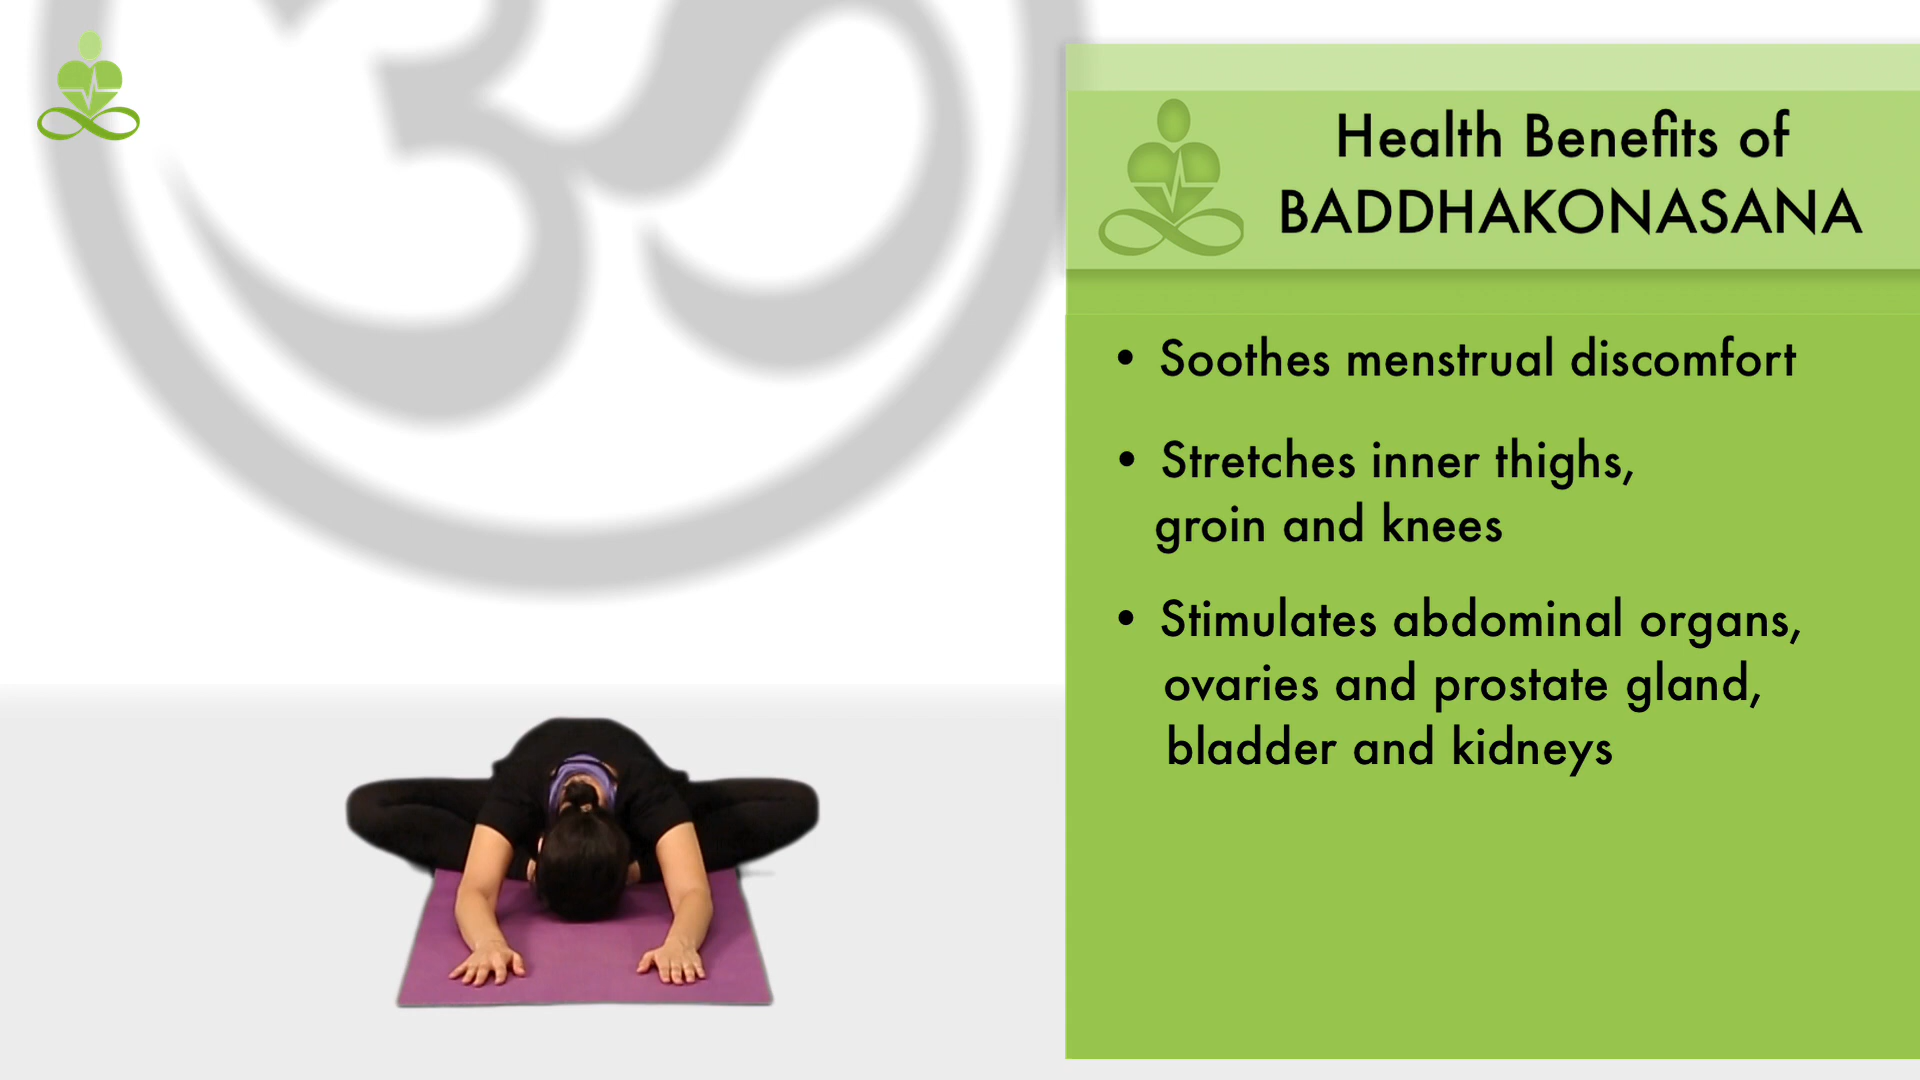 Health Benefits of
BADDHAKONASANA
• Soothes menstrual discomfort
• Stretches inner thighs,
groin and knees
• Stimulates abdominal organs,
ovaries and prostate gland,
bladder and kidneys